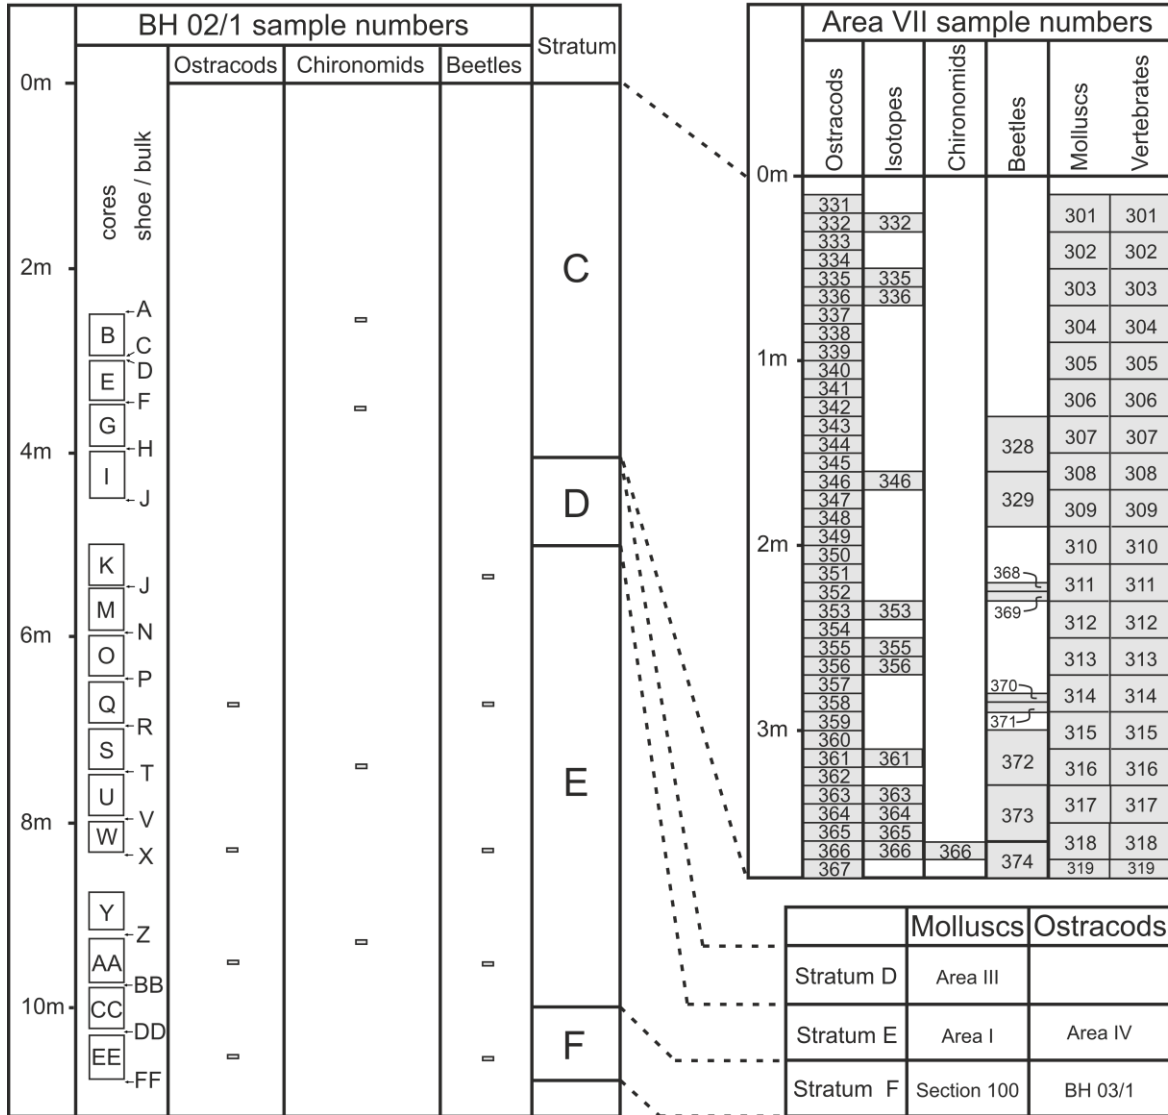 BH 02/1 sample numbers
Ostracods Chironomids Beetles Stratum
0m
cores shoe / bulk
2m
A
B
C
D
E
F
G
4m
H
I
J
K
J
M
6m
N
O
P
Q
R
S
T
U
8m
V
W
X
Y
Z
AA
BB
10m
CC
DD
EE
FF
C
D
E
F
Area VII sample numbers
Ostracods Isotopes Chironomids Beetles Molluscs Vertebrates
0m
1m
2m
3m
331
332
333
334
335
336
337
338
339
340
341
342
343
344
345
346
347
348
349
350
351
352
353
354
355
356
357
358
359
360
361
362
363
364
365
366
367
332
335
336
346
353
355
356
361
363
364
365
366
366
328
329
368
369
370
371
372
373
374
301 301
302 302
303 303
304 304
305 305
306 306
307 307
308 308
309 309
310 310
311 311
312 312
313 313
314 314
315 315
316 316
317 317
318 318
319 319
Molluscs Ostracods
Stratum D Area III
Stratum E Area I Area IV
Stratum F Section 100 BH 03/1